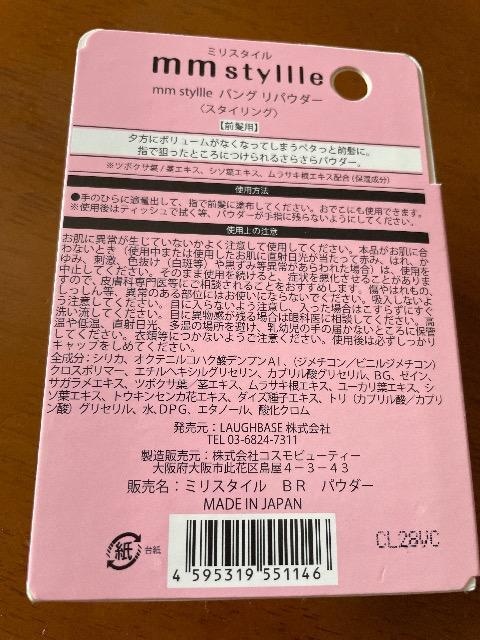 ミリスタイル
mm styllle
mm styllle バング リパウダー
〈スタイリング〉
【前髪用】
夕方にボリュームがなくなってしまうペタっと前髪に。
指で狙ったところにつけられるさらさらパウダー。
※ツボクサ葉/茎エキス、シソ葉エキス、ムラサキ根エキス配合(保湿成分)
使用方法
●手のひらに適量出して、指で前髪に塗布してください。おでこにも使用できます。
※使用後はティッシュで拭く等、パウダーが手指に残らないようにしてください。
使用上の注意
お肌に異常が生じていないかよく注意して使用してください。本品がお肌に合
わないとき(使用中または使用したお肌に直射日光が当たって赤み、はれ、か
ゆみ、刺激、色抜け(白斑等)や黒ずみ等異常があらわれた場合)は、使用を
中止してください。そのまま使用を続けると、症状を悪化させることがありま
すので、皮膚科専門医等にご相談されることをおすすめします。傷やはれもの、
しっしん等、異常のある部位にはお使いにならないでください。吸入しないよ
う注意してください。目に入らないよう注意し、入った場合はこすらずにすぐ
洗い流してください。目に異物感が残る場合は眼科医に相談してください。高
温や低温、直射日光、多湿の場所を避け、乳幼児の手の届かないところに保管
してください。衣類等につかないようご注意ください。使用後は必ずしっかり
キャップをしめてください。
全成分:シリカ、オクテニルコハク酸デンプンAl、(ジメチコン/ビニルジメチコン)
クロスポリマー、エチルヘキシルグリセリン、カプリル酸グリセリル、BG、ゼイン、
サガラメエキス、ツボクサ葉/茎エキス、ムラサキ根エキス、ユーカリ葉エキス、シ
ソ葉エキス、トウキンセンカ花エキス、ダイズ種子エキス、トリ(カプリル酸/カプリ
ン酸)グリセリル、水、DPG、エタノール、酸化クロム
発売元:LAUGHBASE 株式会社
TEL 03-6824-7311
製造販売元:株式会社コスモビューティー
大阪府大阪市此花区島屋4-3-43
販売名:ミリスタイル BR パウダー
MADE IN JAPAN
紙 台紙
CL28WC
4 595319 551146